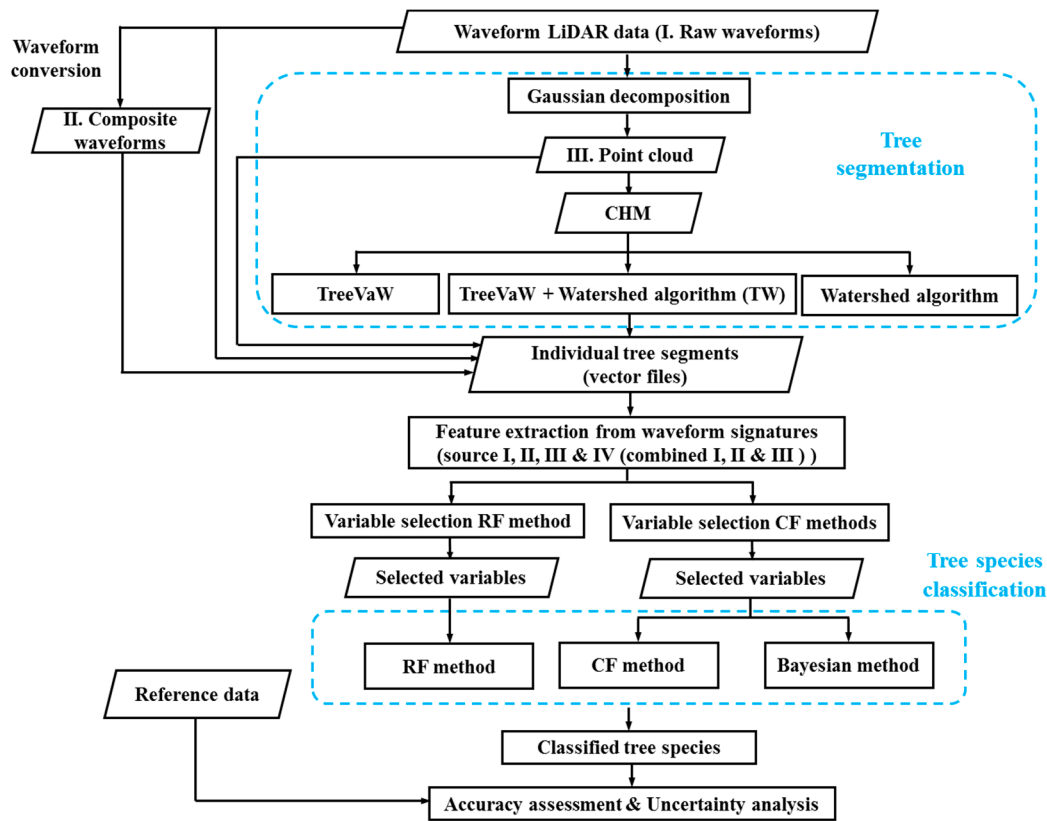 Waveform LiDAR data (I. Raw waveforms)
Waveform
conversion
Gaussian decomposition
II. Composite
waveforms
Tree
segmentation
III. Point cloud
CHM
TreeVaW
TreeVaW + Watershed algorithm (TW)
Watershed algorithm
Individual tree segments
(vector files)
Feature extraction from waveform signatures
(source I, II, III & IV (combined I, II & III ) )
Variable selection RF method
Variable selection CF methods
Selected variables
Selected variables
Tree species
classification
RF method
CF method
Bayesian method
Reference data
Classified tree species
Accuracy assessment & Uncertainty analysis